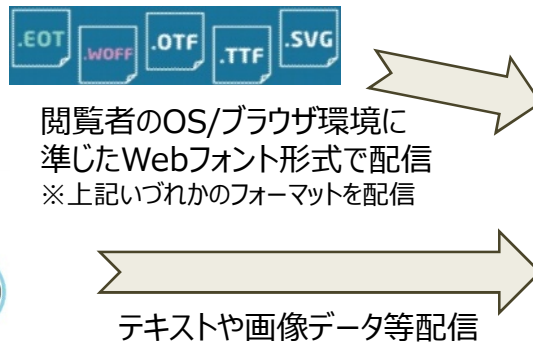 .EOT .WOFF .OTF .TTF .SVG
閲覧者のOS/ブラウザ環境に
準じたWebフォント形式で配信
※上記いづれかのフォーマットを配信
テキストや画像データ等配信